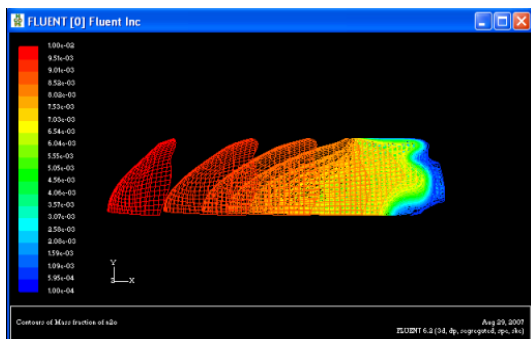 FLUENT [0] Fluent Inc
1.00e-02
9.51e-03
9.01e-03
8.52e-03
8.02e-03
7.53e-03
7.03e-03
6.54e-03
6.04e-03
5.55e-03
5.05e-03
4.56e-03
4.06e-03
3.57e-03
3.07e-03
2.58e-03
2.08e-03
1.59e-03
1.09e-03
5.95e-04
1.00e-04
Y
Z X
Contours of Mass fraction of n2o
Aug 29, 2007
FLUENT 6.2 (3d, dp, segregated, spe, ske)